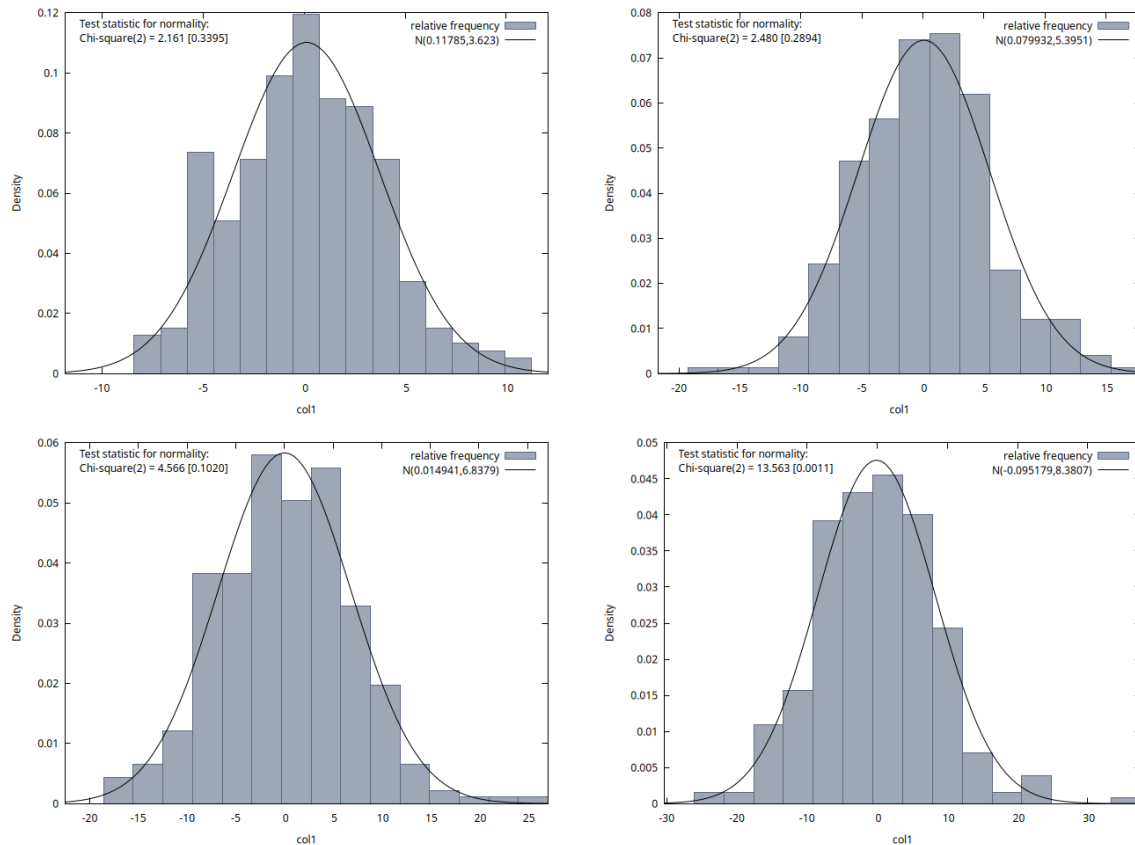 Test statistic for normality:
Chi-square(2) = 2.161 [0.3395]
relative frequency
N(0.11785,3.623)
0.12
0.1
0.08
0.06
0.04
0.02
0
Density
-10
-5
0
5
10
col1
Test statistic for normality:
Chi-square(2) = 2.480 [0.2894]
relative frequency
N(0.079932,5.3951)
0.08
0.07
0.06
0.05
0.04
0.03
0.02
0.01
0
Density
-20
-15
-10
-5
0
5
10
15
col1
Test statistic for normality:
Chi-square(2) = 4.566 [0.1020]
relative frequency
N(0.014941,6.8379)
0.06
0.05
0.04
0.03
0.02
0.01
0
Density
-20
-15
-10
-5
0
5
10
15
20
25
col1
Test statistic for normality:
Chi-square(2) = 13.563 [0.0011]
relative frequency
N(-0.095179,8.3807)
0.05
0.045
0.04
0.035
0.03
0.025
0.02
0.015
0.01
0.005
0
Density
-30
-20
-10
0
10
20
30
col1